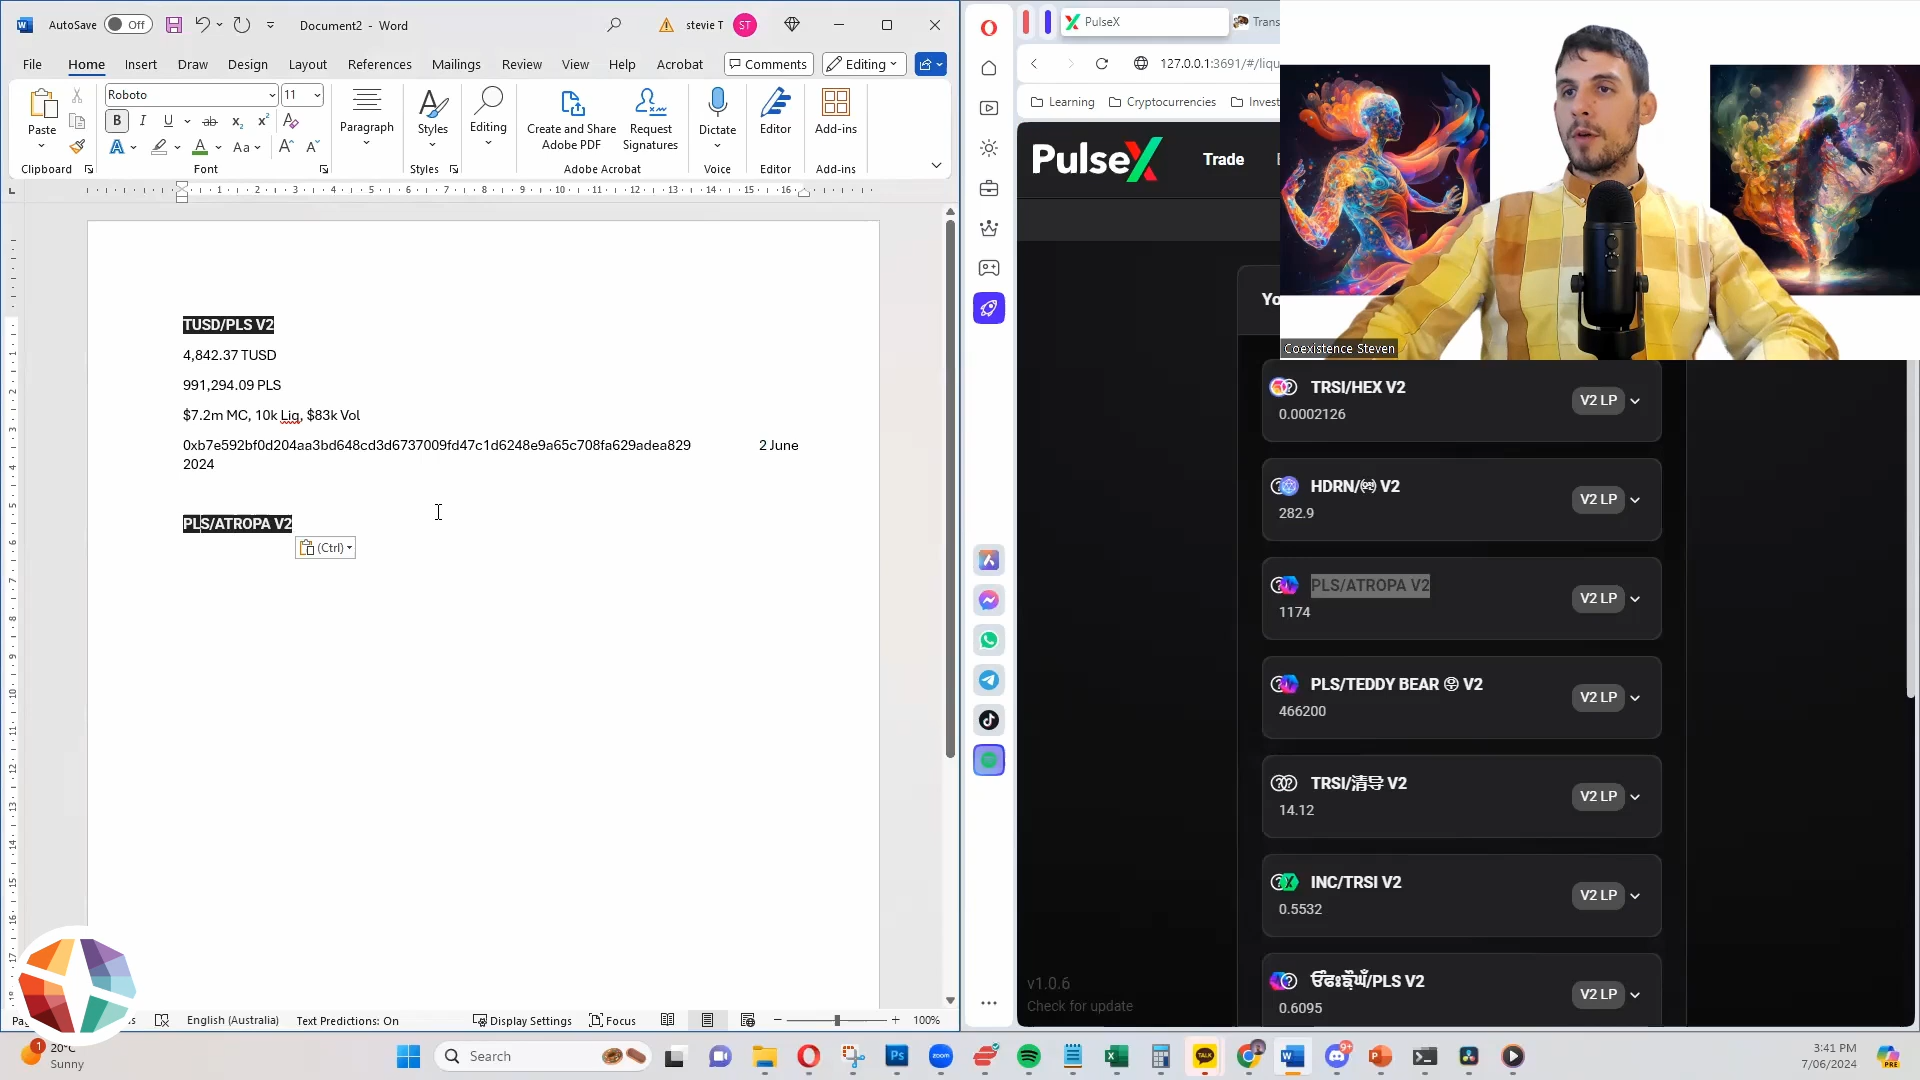 AutoSave Off Document2 - Word stevie T ST
File Home Insert Draw Design Layout References Mailings Review View Help Acrobat Comments Editing
Roboto 11
Paste Paragraph Styles Editing Create and Share Adobe PDF Request Signatures Dictate Editor Add-ins
Clipboard Font Styles Adobe Acrobat Voice Editor Add-ins
TUSD/PLS V2
4,842.37 TUSD
991,294.09 PLS
$7.2m MC, 10k Liq, $83k Vol
0xb7e592bf0d204aa3bd648cd3d6737009fd47c1d6248e9a65c708fa629adea829 2 June
2024
PLS/ATROPA V2
(Ctrl)
English (Australia) Text Predictions: On Display Settings Focus 100%
PulseX Trans
127.0.0.1:3691/#/liqu
Learning Cryptocurrencies Invest
PulseX Trade
Yo
Coexistence Steven
TRSI/HEX V2
0.0002126
V2 LP
HDRN/ V2
282.9
V2 LP
PLS/ATROPA V2
1174
V2 LP
PLS/TEDDY BEAR ㉾ V2
466200
V2 LP
TRSI/清导 V2
14.12
V2 LP
INC/TRSI V2
0.5532
V2 LP
/PLS V2
0.6095
V2 LP
v1.0.6
Check for update
20°C
Sunny
Search
3:41 PM
7/06/2024